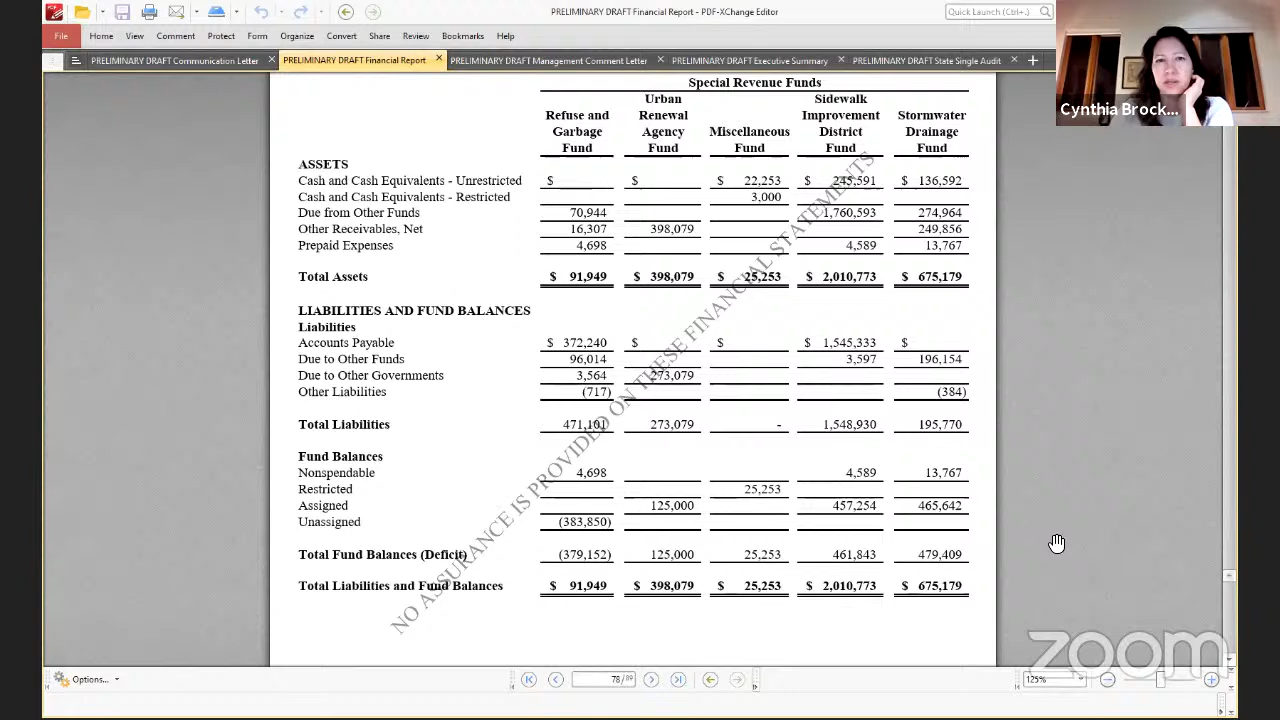 PRELIMINARY DRAFT Financial Report - PDF-XChange Editor
Quick Launch (Ctrl+.)
File Home View Comment Protect Form Organize Convert Share Review Bookmarks Help
PRELIMINARY DRAFT Communication Letter × PRELIMINARY DRAFT Financial Report × PRELIMINARY DRAFT Management Comment Letter × PRELIMINARY DRAFT Executive Summary × PRELIMINARY DRAFT State Single Audit ×
Cynthia Brock...
Special Revenue Funds
Refuse and Garbage Fund
Urban Renewal Agency Fund
Miscellaneous Fund
Sidewalk Improvement District Fund
Stormwater Drainage Fund
ASSETS
Cash and Cash Equivalents - Unrestricted $ $ $ 22,253 $ 245,591 $ 136,592
Cash and Cash Equivalents - Restricted 3,000
Due from Other Funds 70,944 1,760,593 274,964
Other Receivables, Net 16,307 398,079 249,856
Prepaid Expenses 4,698 4,589 13,767
Total Assets $ 91,949 $ 398,079 $ 25,253 $ 2,010,773 $ 675,179
LIABILITIES AND FUND BALANCES
Liabilities
Accounts Payable $ 372,240 $ $ $ 1,545,333 $
Due to Other Funds 96,014 3,597 196,154
Due to Other Governments 3,564 273,079
Other Liabilities (717) (384)
Total Liabilities 471,101 273,079 - 1,548,930 195,770
Fund Balances
Nonspendable 4,698 4,589 13,767
Restricted 25,253
Assigned 125,000 457,254 465,642
Unassigned (383,850)
Total Fund Balances (Deficit) (379,152) 125,000 25,253 461,843 479,409
Total Liabilities and Fund Balances $ 91,949 $ 398,079 $ 25,253 $ 2,010,773 $ 675,179
NO ASSURANCE IS PROVIDED ON THESE FINANCIAL STATEMENTS
zoom
Options... 78 / 89 125%